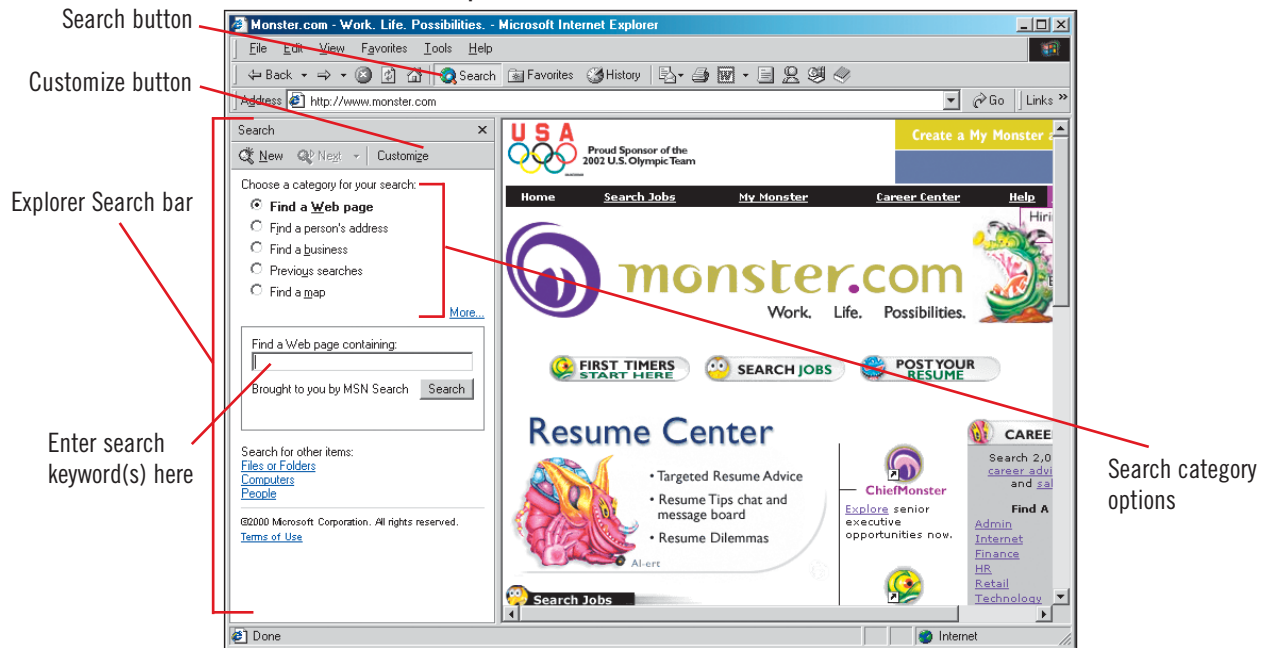 Search button
Customize button
Explorer Search bar
Enter search
keyword(s) here
Search category
options
Monster.com - Work. Life. Possibilities. - Microsoft Internet Explorer
File Edit View Favorites Tools Help
Back Search Favorites History
Address http://www.monster.com Go Links »
Search
New Next Customize
Choose a category for your search:
Find a Web page
Find a person's address
Find a business
Previous searches
Find a map
More...
Find a Web page containing:
Brought to you by MSN Search Search
Search for other items:
Files or Folders
Computers
People
©2000 Microsoft Corporation. All rights reserved.
Terms of Use
USA
Proud Sponsor of the
2002 U.S. Olympic Team
Create a My Monster
Home Search Jobs My Monster Career Center Help
Hiri
monster.com
Work. Life. Possibilities.
FIRST TIMERS
START HERE
SEARCH JOBS
POST YOUR
RESUME
Resume Center
• Targeted Resume Advice
• Resume Tips chat and
message board
• Resume Dilemmas
Al-ert
Search Jobs
ChiefMonster
Explore senior
executive
opportunities now.
CAREE
Search 2,0
career advi
and sal
Find A
Admin
Internet
Finance
HR
Retail
Technology
Done Internet